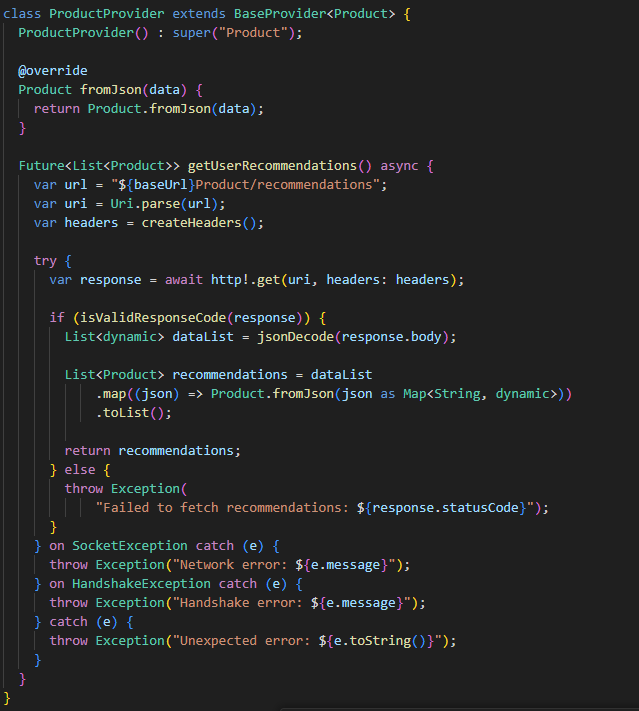 class ProductProvider extends BaseProvider<Product> {
  ProductProvider() : super("Product");

  @override
  Product fromJson(data) {
    return Product.fromJson(data);
  }

  Future<List<Product>> getUserRecommendations() async {
    var url = "${baseUrl}Product/recommendations";
    var uri = Uri.parse(url);
    var headers = createHeaders();

    try {
      var response = await http!.get(uri, headers: headers);

      if (isValidResponseCode(response)) {
        List<dynamic> dataList = jsonDecode(response.body);

        List<Product> recommendations = dataList
            .map((json) => Product.fromJson(json as Map<String, dynamic>))
            .toList();

        return recommendations;
      } else {
        throw Exception(
            "Failed to fetch recommendations: ${response.statusCode}");
      }
    } on SocketException catch (e) {
      throw Exception("Network error: ${e.message}");
    } on HandshakeException catch (e) {
      throw Exception("Handshake error: ${e.message}");
    } catch (e) {
      throw Exception("Unexpected error: ${e.toString()}");
    }
  }
}